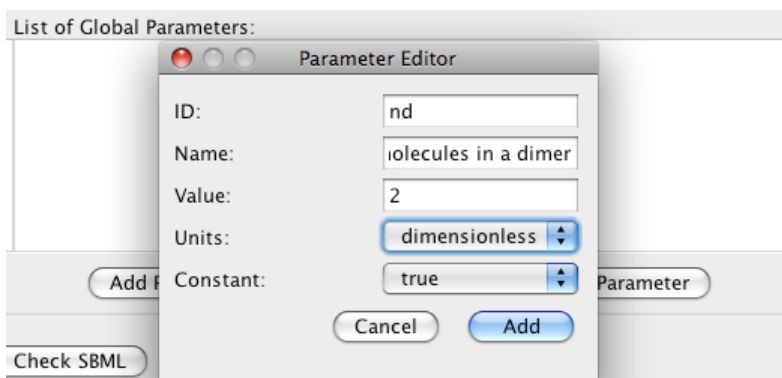 List of Global Parameters:
Parameter Editor
ID: nd
Name: olecules in a dimer
Value: 2
Units: dimensionless
Constant: true
Add Parameter
Cancel Add
Check SBML